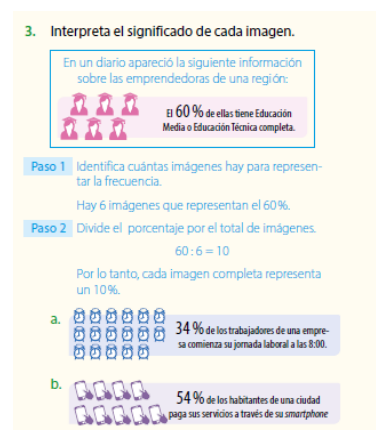 3. Interpreta el significado de cada imagen.
En un diario apareció la siguiente información
sobre las emprendedoras de una región:
El 60 % de ellas tiene Educación
Media o Educación Técnica completa.
Paso 1 Identifica cuántas imágenes hay para represen-
tar la frecuencia.
Hay 6 imágenes que representan el 60%.
Paso 2 Divide el porcentaje por el total de imágenes.
60 : 6 = 10
Por lo tanto, cada imagen completa representa
un 10%.
a.
34 % de los trabajadores de una empre-
sa comienza su jornada laboral a las 8:00.
b.
54 % de los habitantes de una ciudad
paga sus servicios a través de su smartphone